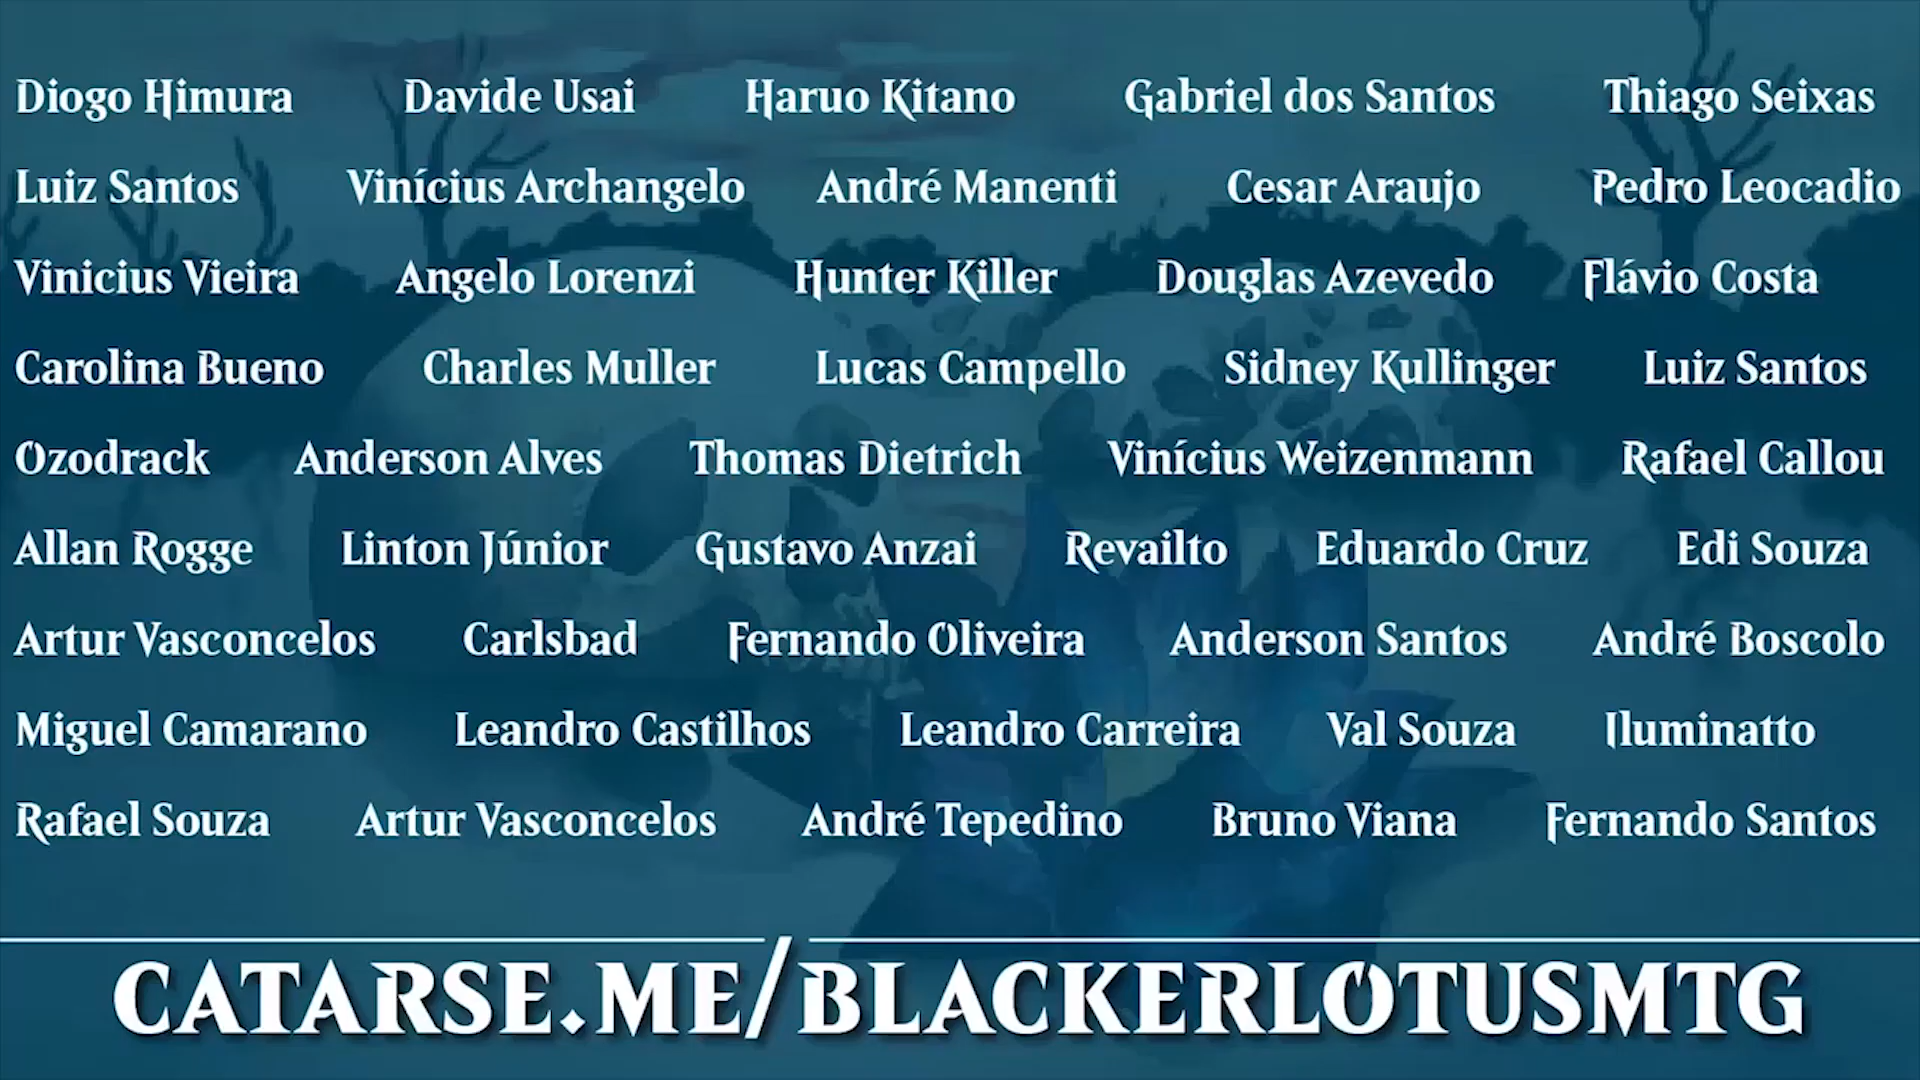 Diogo Himura Davide Usai Haruo Kitano Gabriel dos Santos Thiago Seixas
Luiz Santos Vinícius Archangelo André Manenti Cesar Araujo Pedro Leocadio
Vinicius Vieira Angelo Lorenzi Hunter Killer Douglas Azevedo Flávio Costa
Carolina Bueno Charles Muller Lucas Campello Sidney Kullinger Luiz Santos
Ozodrack Anderson Alves Thomas Dietrich Vinícius Weizenmann Rafael Callou
Allan Rogge Linton Júnior Gustavo Anzai Revailto Eduardo Cruz Edi Souza
Artur Vasconcelos Carlsbad Fernando Oliveira Anderson Santos André Boscolo
Miguel Camarano Leandro Castilhos Leandro Carreira Val Souza Iluminatto
Rafael Souza Artur Vasconcelos André Tepedino Bruno Viana Fernando Santos
CATARSE.ME/BLACKERLOTUSMTG